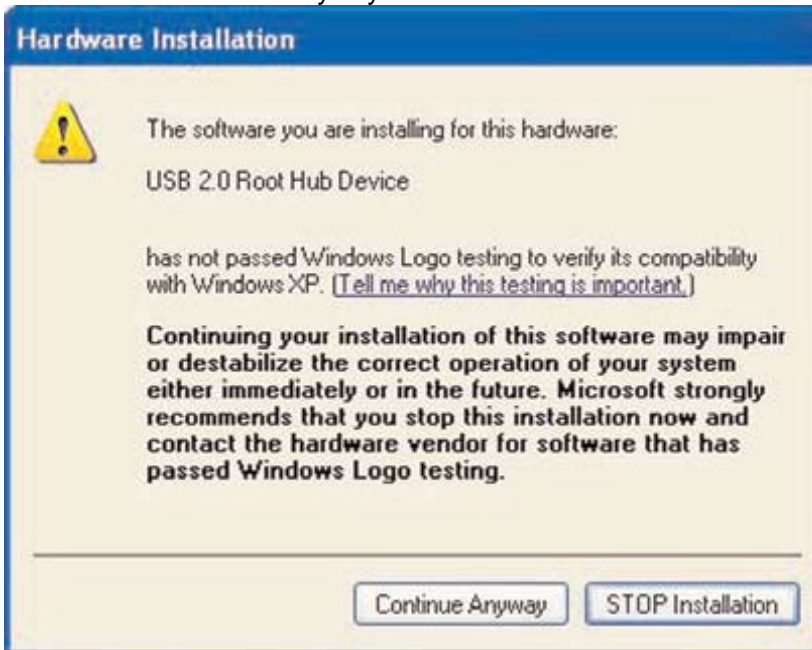 Hardware Installation
The software you are installing for this hardware:
USB 2.0 Root Hub Device
has not passed Windows Logo testing to verify its compatibility
with Windows XP. (Tell me why this testing is important.)
Continuing your installation of this software may impair
or destabilize the correct operation of your system
either immediately or in the future. Microsoft strongly
recommends that you stop this installation now and
contact the hardware vendor for software that has
passed Windows Logo testing.
Continue Anyway
STOP Installation